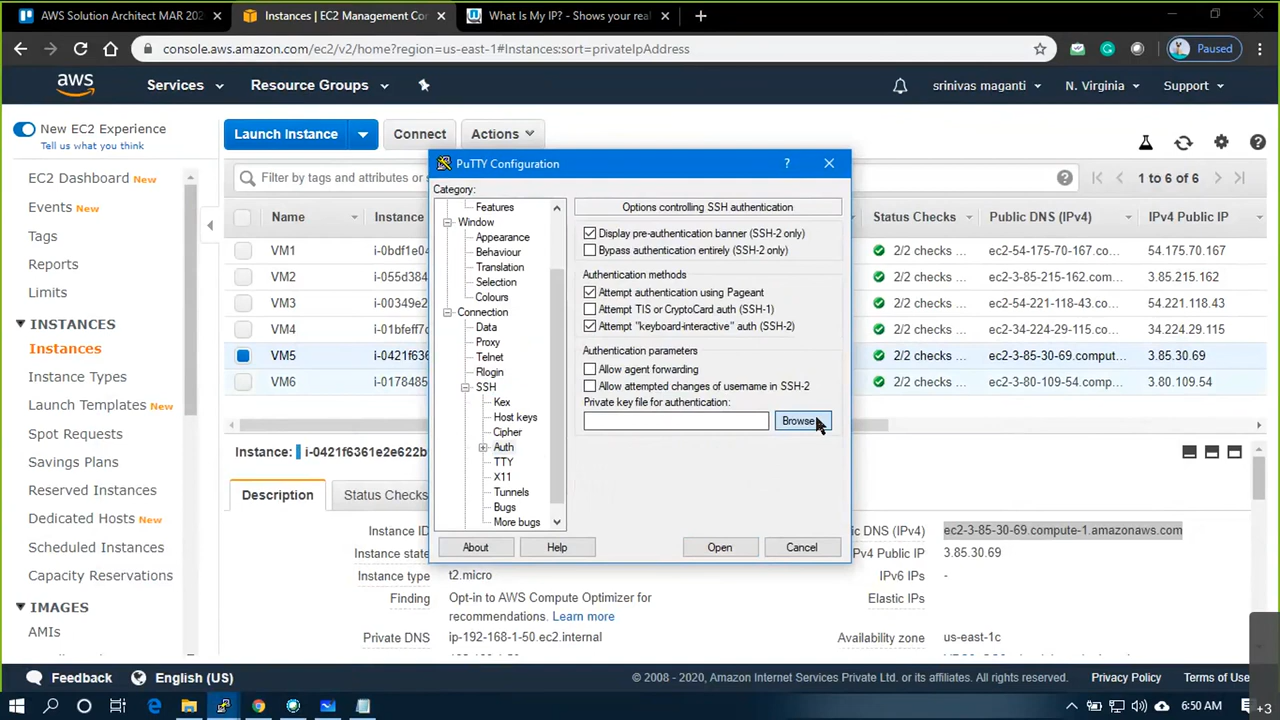 AWS Solution Architect MAR 202
Instances | EC2 Management Co
What Is My IP? - Shows your real
console.aws.amazon.com/ec2/v2/home?region=us-east-1#Instances:sort=privateIpAddress
Paused
aws
Services
Resource Groups
srinivas maganti
N. Virginia
Support
New EC2 Experience
Tell us what you think
EC2 Dashboard New
Events New
Tags
Reports
Limits
INSTANCES
Instances
Instance Types
Launch Templates New
Spot Requests
Savings Plans
Reserved Instances
Dedicated Hosts New
Scheduled Instances
Capacity Reservations
IMAGES
AMIs
Launch Instance
Connect
Actions
Filter by tags and attributes or
1 to 6 of 6
Name
Instance
Status Checks
Public DNS (IPv4)
IPv4 Public IP
VM1 i-0bdf1e04 2/2 checks ... ec2-54-175-70-167.co... 54.175.70.167
VM2 i-055d384 2/2 checks ... ec2-3-85-215-162.com... 3.85.215.162
VM3 i-00349e2 2/2 checks ... ec2-54-221-118-43.co... 54.221.118.43
VM4 i-01bfeff 2/2 checks ... ec2-34-224-29-115.co... 34.224.29.115
VM5 i-0421f63 2/2 checks ... ec2-3-85-30-69.comput... 3.85.30.69
VM6 i-0178485 2/2 checks ... ec2-3-80-109-54.comp... 3.80.109.54
PuTTY Configuration
?
Category:
Features
Window
Appearance
Behaviour
Translation
Selection
Colours
Connection
Data
Proxy
Telnet
Rlogin
SSH
Kex
Host keys
Cipher
Auth
TTY
X11
Tunnels
Bugs
More bugs
Options controlling SSH authentication
Display pre-authentication banner (SSH-2 only)
Bypass authentication entirely (SSH-2 only)
Authentication methods
Attempt authentication using Pageant
Attempt TIS or CryptoCard auth (SSH-1)
Attempt "keyboard-interactive" auth (SSH-2)
Authentication parameters
Allow agent forwarding
Allow attempted changes of username in SSH-2
Private key file for authentication:
Browse
About
Help
Open
Cancel
Instance: i-0421f6361e2e622b
Description
Status Checks
Instance ID
Instance state
Instance type t2.micro
Finding Opt-in to AWS Compute Optimizer for
recommendations. Learn more
Private DNS ip-192-168-1-50.ec2.internal
ic DNS (IPv4) ec2-3-85-30-69.compute-1.amazonaws.com
Pv4 Public IP 3.85.30.69
IPv6 IPs -
Elastic IPs
Availability zone us-east-1c
Feedback
English (US)
© 2008 - 2020, Amazon Internet Services Private Ltd. or its affiliates. All rights reserved.
Privacy Policy
Terms of Use
6:50 AM
+3